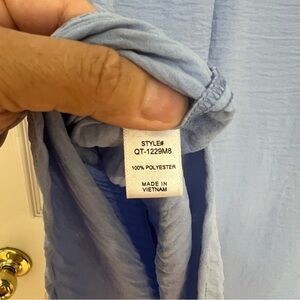 STYLE#
QT-1229M8
100% POLYESTER
MADE IN
VIETNAM